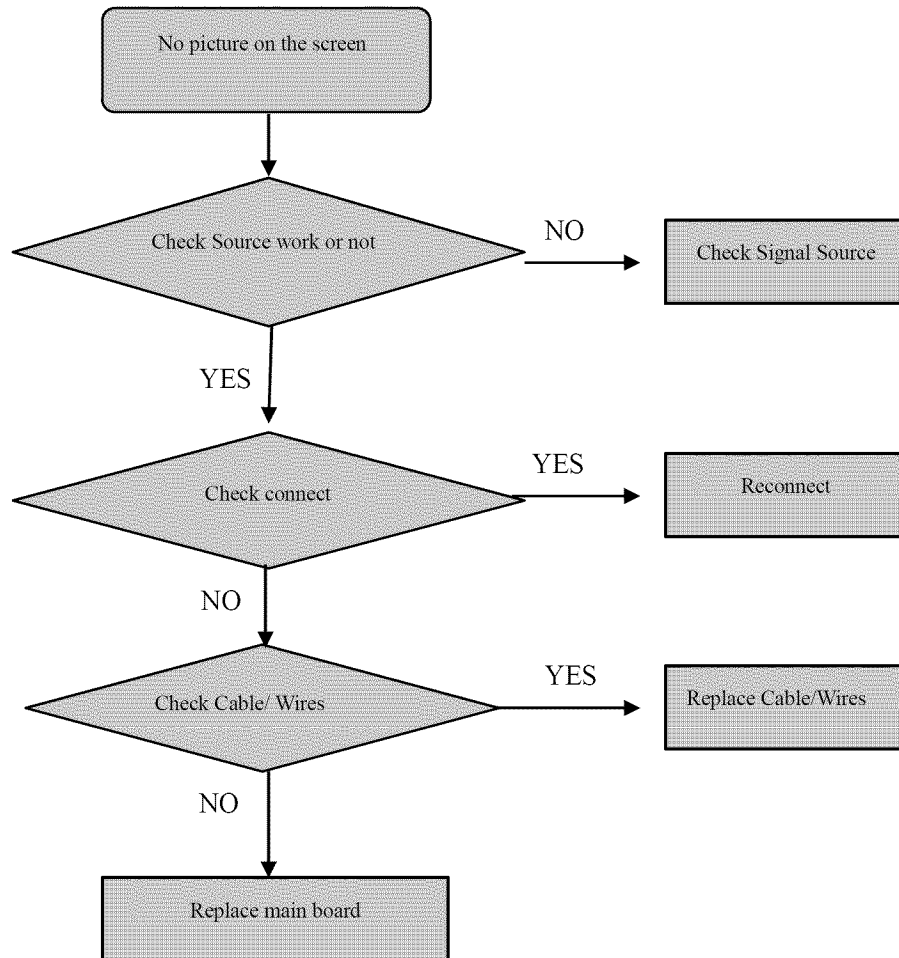 No picture on the screen
Check Source work or not
NO
Check Signal Source
YES
Check connect
YES
Reconnect
NO
Check Cable/ Wires
YES
Replace Cable/Wires
NO
Replace main board